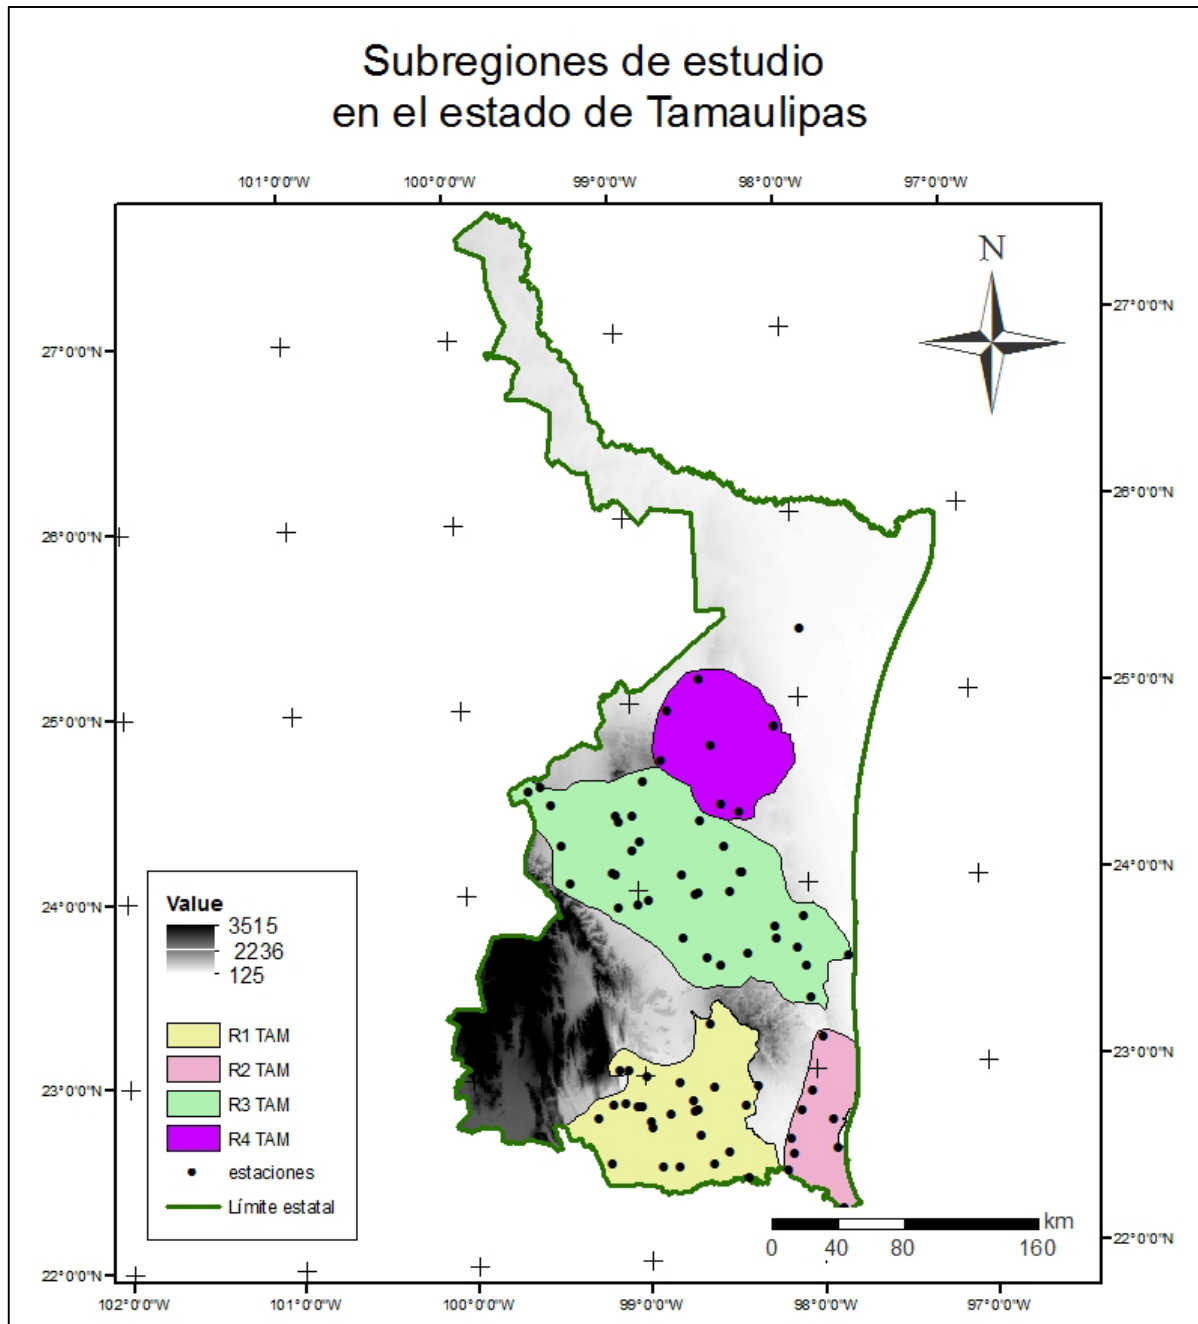 Subregiones de estudio
en el estado de Tamaulipas
101°0'0"W 100°0'0"W 99°0'0"W 98°0'0"W 97°0'0"W
N
27°0'0"N
27°0'0"N
26°0'0"N
26°0'0"N
25°0'0"N
25°0'0"N
24°0'0"N
24°0'0"N
23°0'0"N
23°0'0"N
22°0'0"N
22°0'0"N
Value
3515
2236
125
R1 TAM
R2 TAM
R3 TAM
R4 TAM
estaciones
Límite estatal
km
0 40 80 160
102°0'0"W 101°0'0"W 100°0'0"W 99°0'0"W 98°0'0"W 97°0'0"W